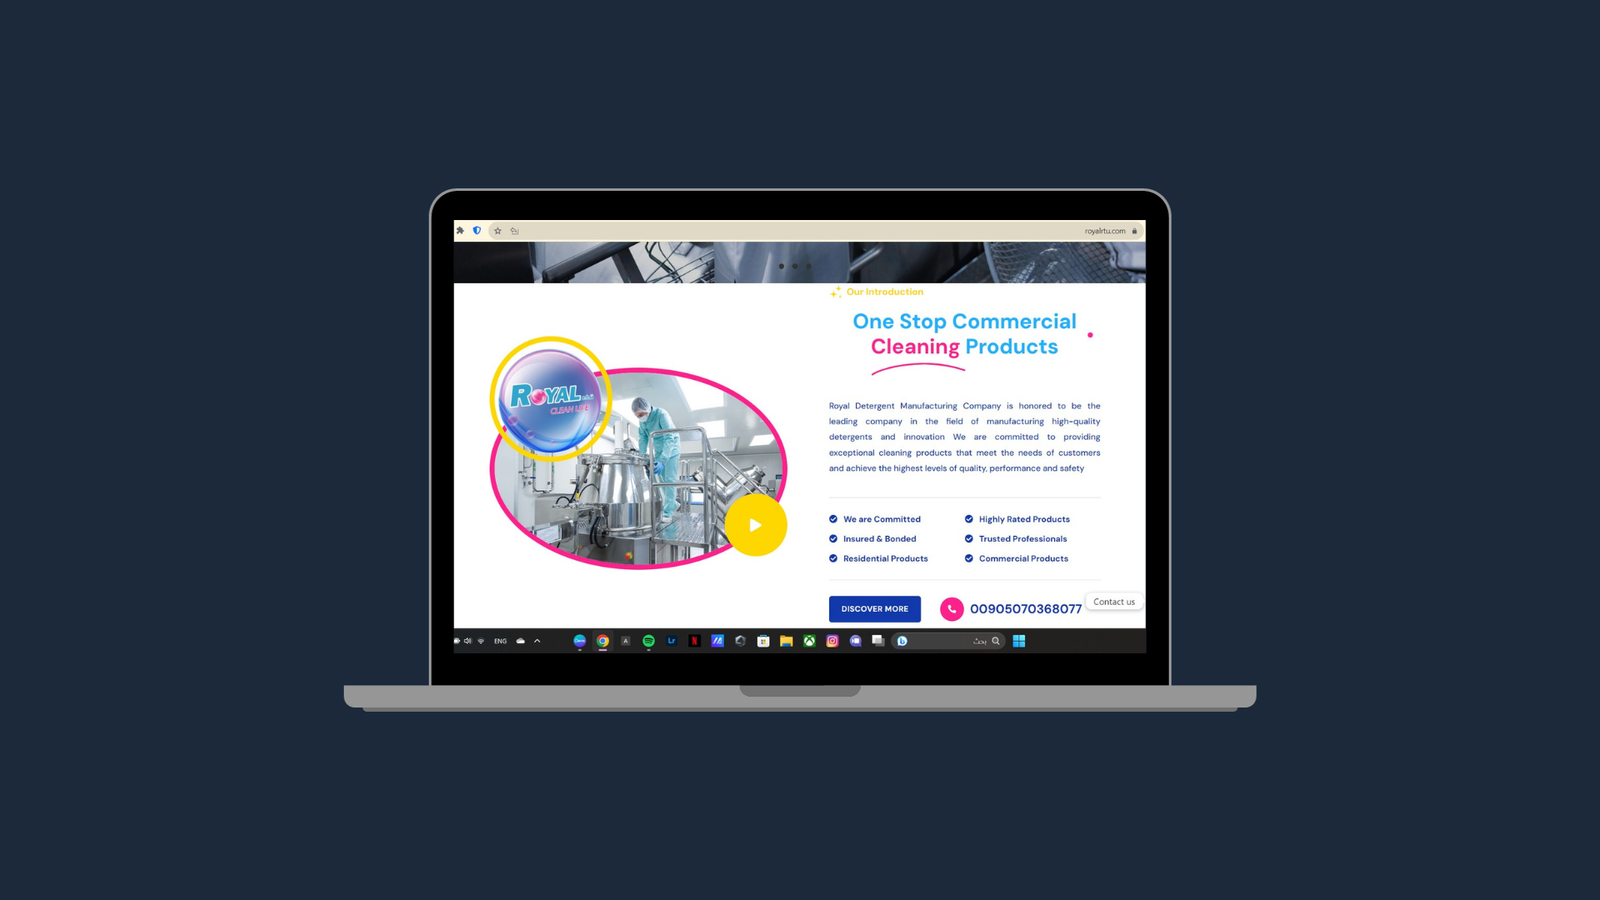 royalrtu.com
Our Introduction
One Stop Commercial
Cleaning Products
ROYAL
CLEAN LIFE
Royal Detergent Manufacturing Company is honored to be the
leading company in the field of manufacturing high-quality
detergents and innovation We are committed to providing
exceptional cleaning products that meet the needs of customers
and achieve the highest levels of quality, performance and safety
We are Committed
Highly Rated Products
Insured & Bonded
Trusted Professionals
Residential Products
Commercial Products
DISCOVER MORE
00905070368077
Contact us
ENG
A
Lr
N
بحث